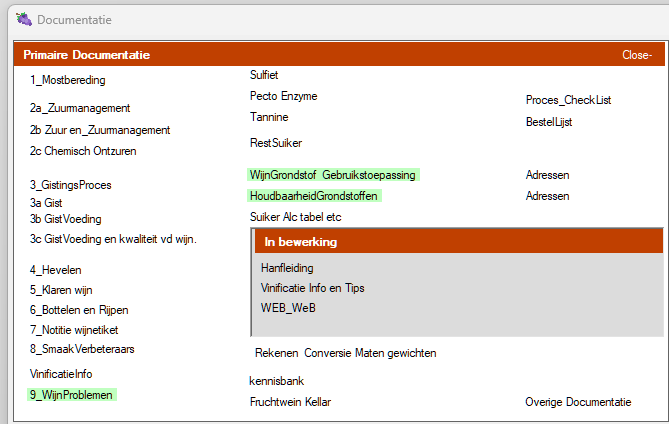 Documentatie
Primaire Documentatie
Close-
1_Mostbereding
2a_Zuurmanagement
2b Zuur en_Zuurmanagement
2c Chemisch Ontzuren
3_GistingsProces
3a Gist
3b GistVoeding
3c GistVoeding en kwaliteit vd wijn.
4_Hevelen
5_Klaren wijn
6_Bottelen en Rijpen
7_Notitie wijnetiket
8_SmaakVerbeteraars
VinificatieInfo
9_WijnProblemen
Sulfiet
Pecto Enzyme
Tannine
RestSuiker
WijnGrondstof Gebruikstoepassing
HoudbaarheidGrondstoffen
Suiker Alc tabel etc
In bewerking
Hanfleiding
Vinificatie Info en Tips
WEB_WeB
Rekenen Conversie Maten gewichten
kennisbank
Fruchtwein Kellar
Proces_CheckList
BestelLijst
Adressen
Adressen
Overige Documentatie